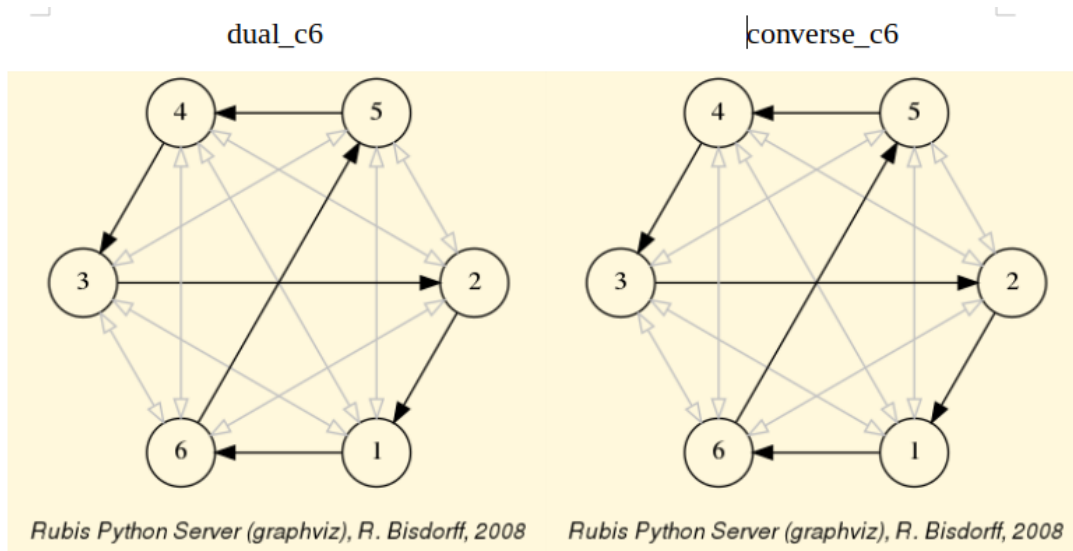 dual_c6
converse_c6
4 5
3 2
6 1
Rubis Python Server (graphviz), R. Bisdorff, 2008
4 5
3 2
6 1
Rubis Python Server (graphviz), R. Bisdorff, 2008